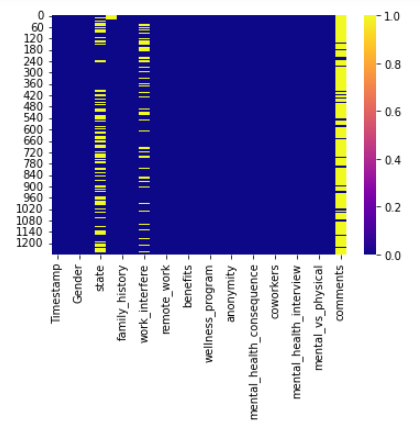 0
60
120
180
240
300
360
420
480
540
600
660
720
780
840
900
960
1020
1080
1140
1200
1.0
0.8
0.6
0.4
0.2
0.0
Timestamp
Gender
state
family_history
work_interfere
remote_work
benefits
wellness_program
anonymity
mental_health_consequence
coworkers
mental_health_interview
mental_vs_physical
comments